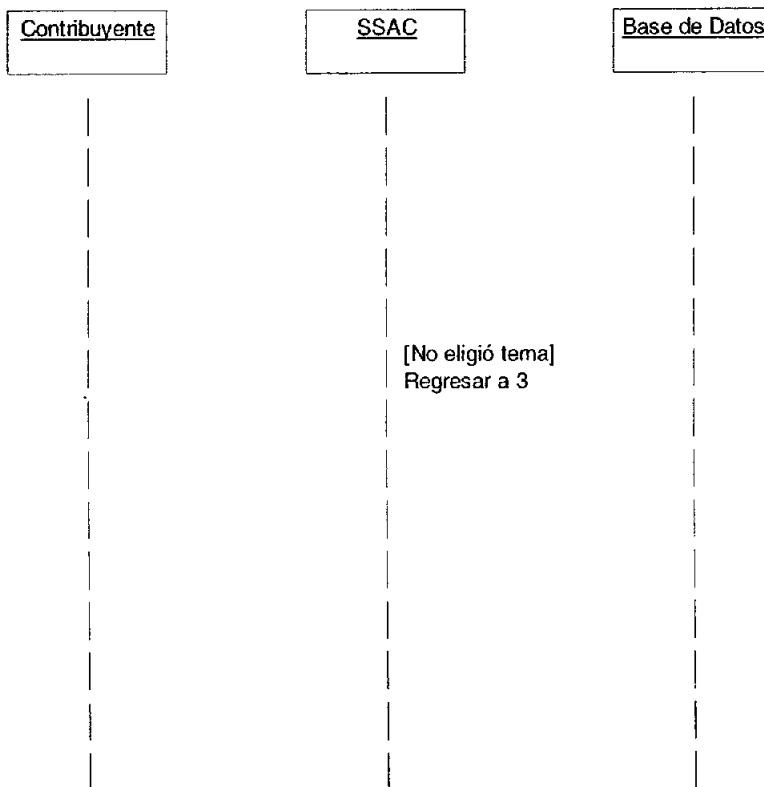 Contribuyente
SSAC
Base de Datos
[No eligió tema]
Regresar a 3